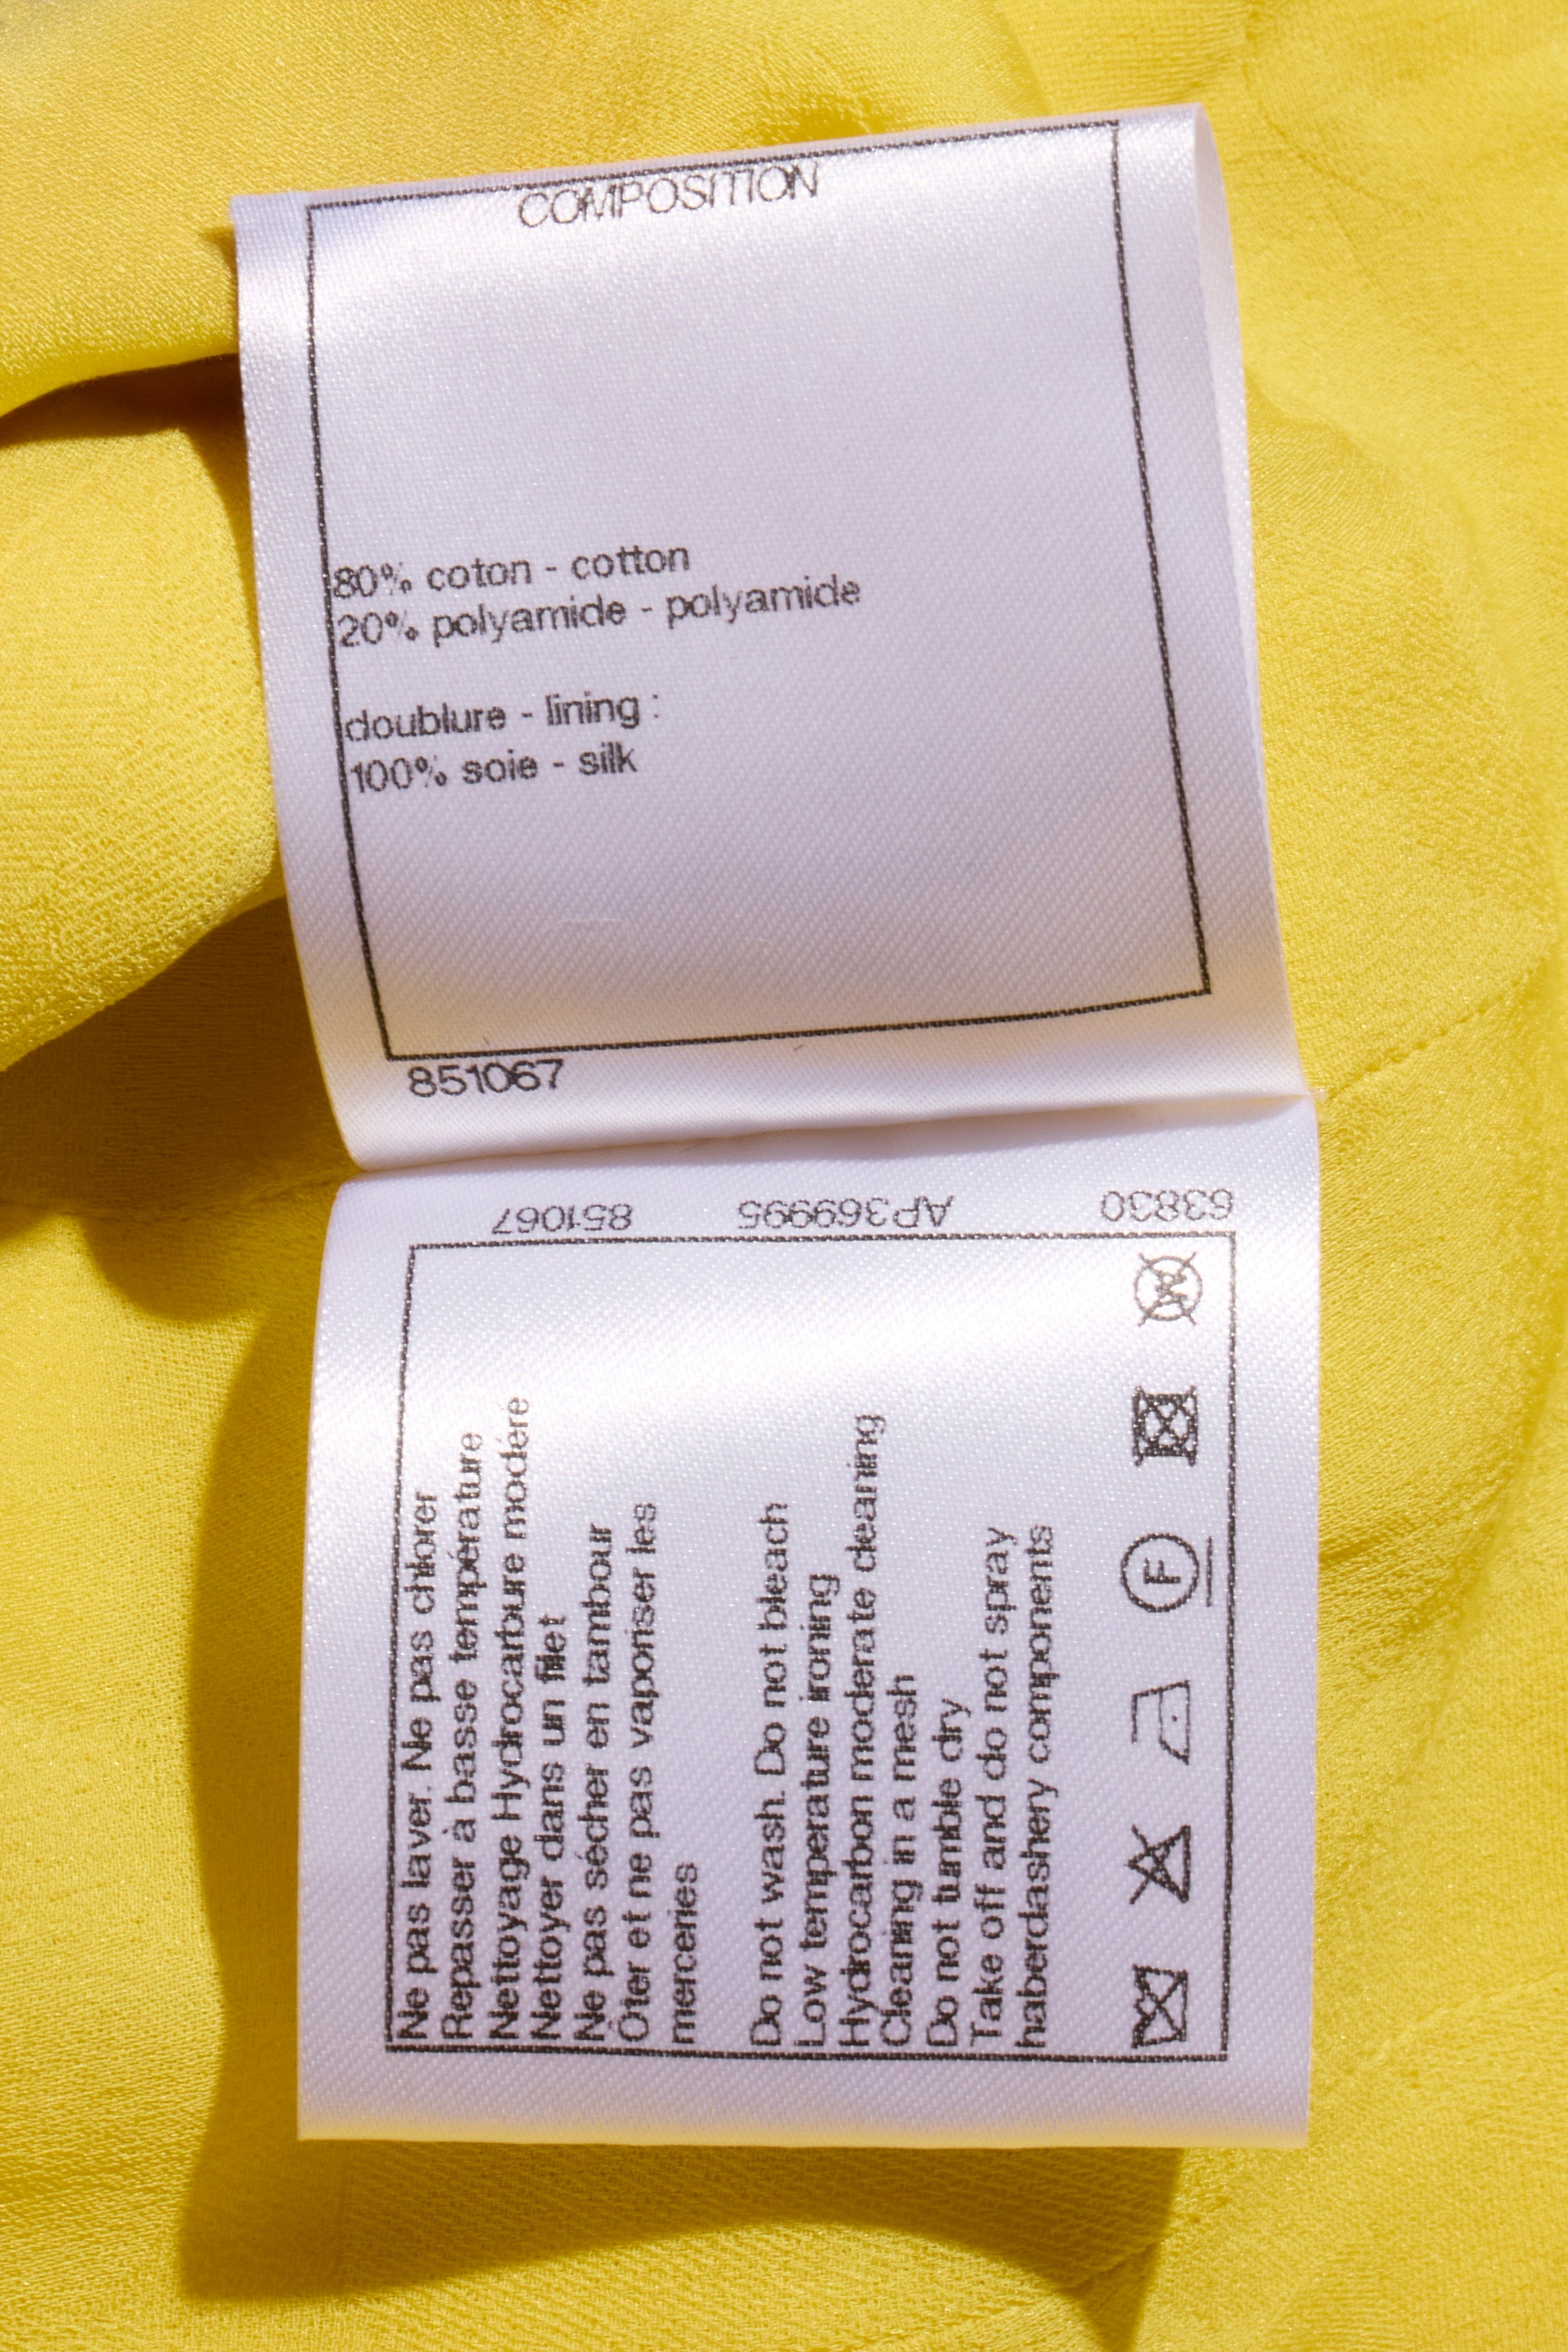 COMPOSITION
80% coton - cotton
20% polyamide - polyamide
doublure - lining :
100% soie - silk
851067
63830 AP369995 851067
Ne pas laver. Ne pas chlorer
Repasser à basse température
Nettoyage Hydrocarbure modéré
Nettoyer dans un filet
Ne pas sécher en tambour
Ôter et ne pas vaporiser les
merceries
Do not wash. Do not bleach
Low temperature ironing
Hydrocarbon moderate cleaning
Cleaning in a mesh
Do not tumble dry
Take off and do not spray
haberdashery components
F